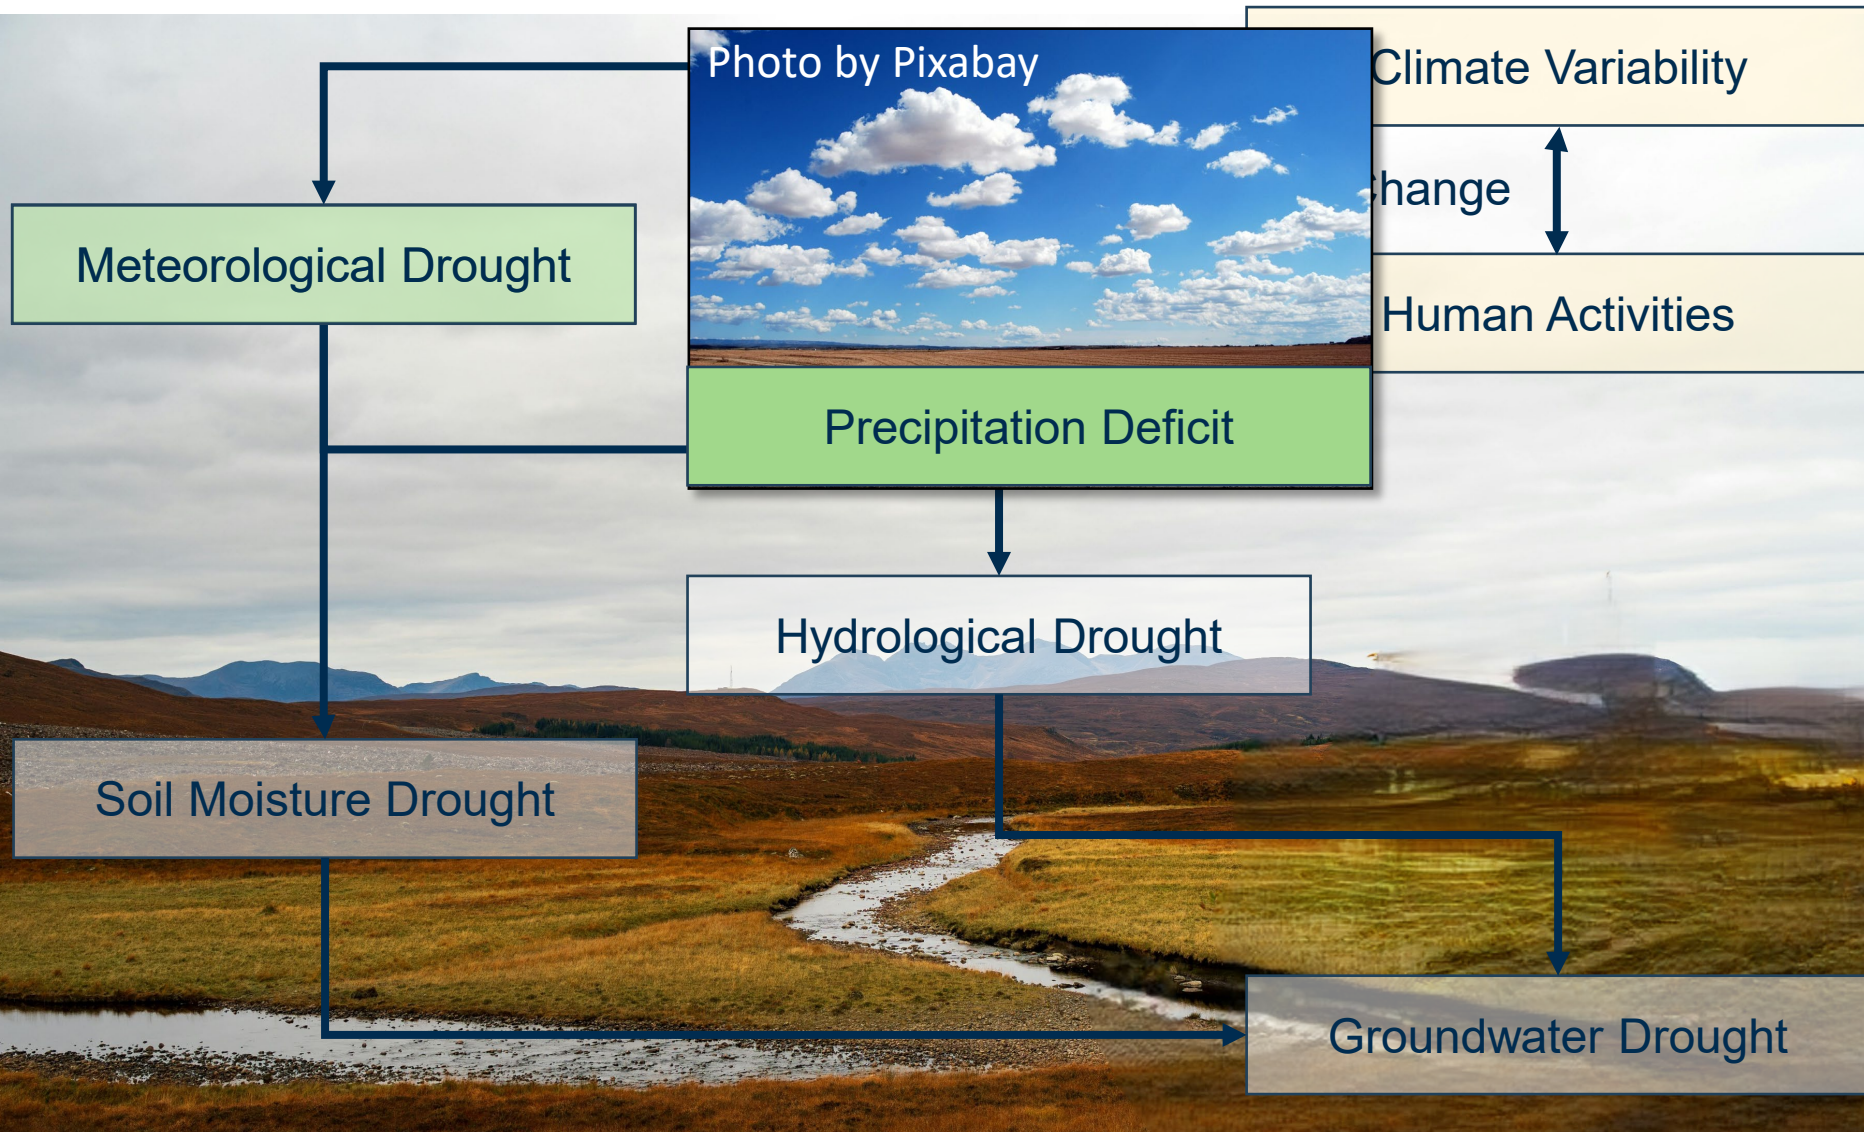 Photo by Pixabay
Climate Variability
hange
Meteorological Drought
Human Activities
Precipitation Deficit
Hydrological Drought
Soil Moisture Drought
Groundwater Drought